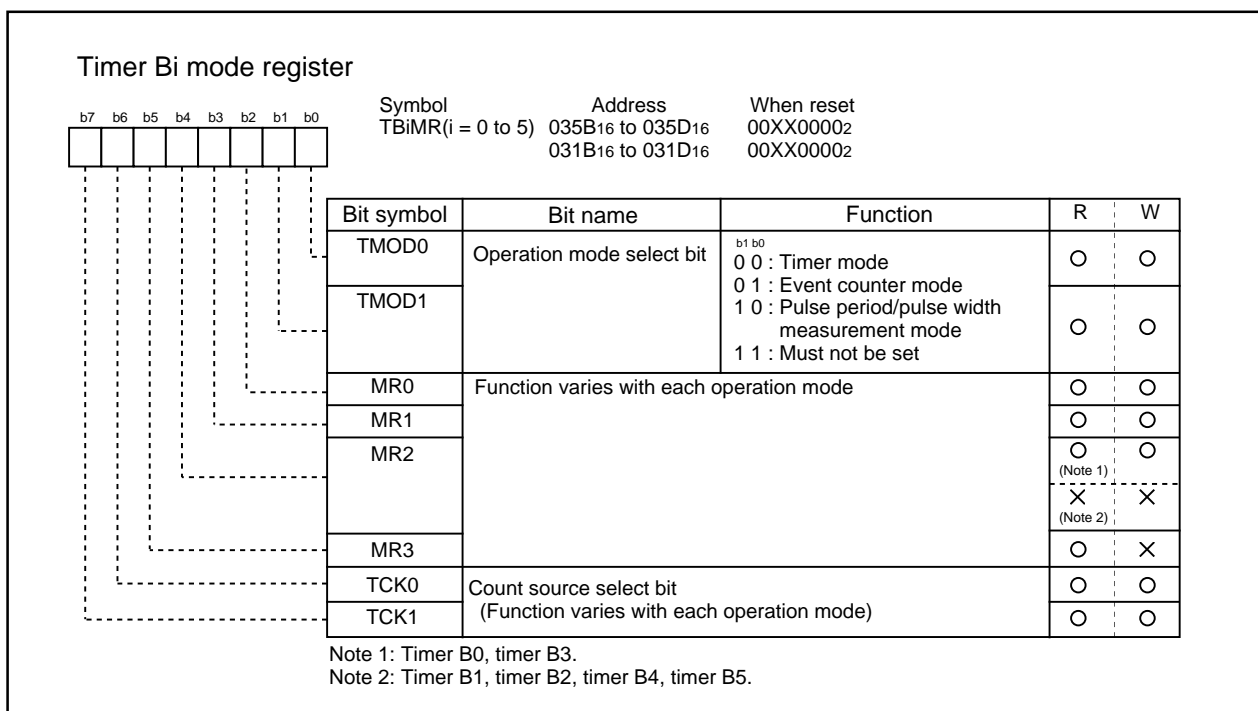 Timer Bi mode register
Symbol Address When reset
TBiMR(i = 0 to 5) 035B16 to 035D16 00XX00002
031B16 to 031D16 00XX00002
b7 b6 b5 b4 b3 b2 b1 b0
Bit symbol Bit name Function R W
TMOD0 Operation mode select bit b1 b0
0 0 : Timer mode
0 1 : Event counter mode
TMOD1 1 0 : Pulse period/pulse width
measurement mode
1 1 : Must not be set
MR0 Function varies with each operation mode
MR1
MR2
(Note 1)
(Note 2)
MR3
TCK0 Count source select bit
TCK1 (Function varies with each operation mode)
Note 1: Timer B0, timer B3.
Note 2: Timer B1, timer B2, timer B4, timer B5.